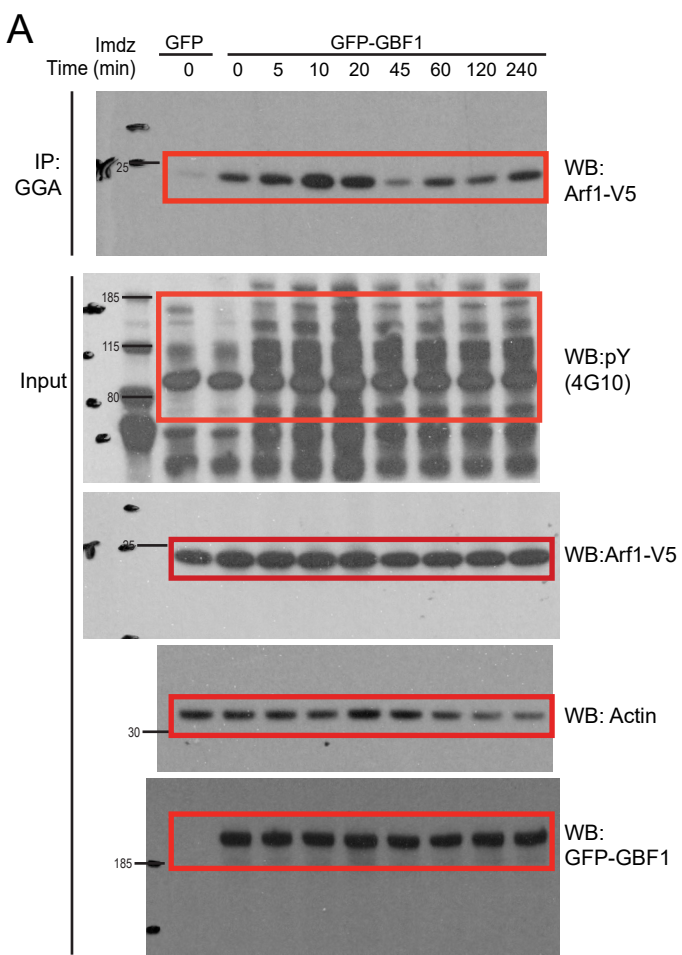 A
Imdz GFP GFP-GBF1
Time (min) 0 0 5 10 20 45 60 120 240
IP:
GGA
25
WB:
Arf1-V5
185
115
80
Input
WB:pY
(4G10)
25
WB:Arf1-V5
30
WB: Actin
185
WB:
GFP-GBF1